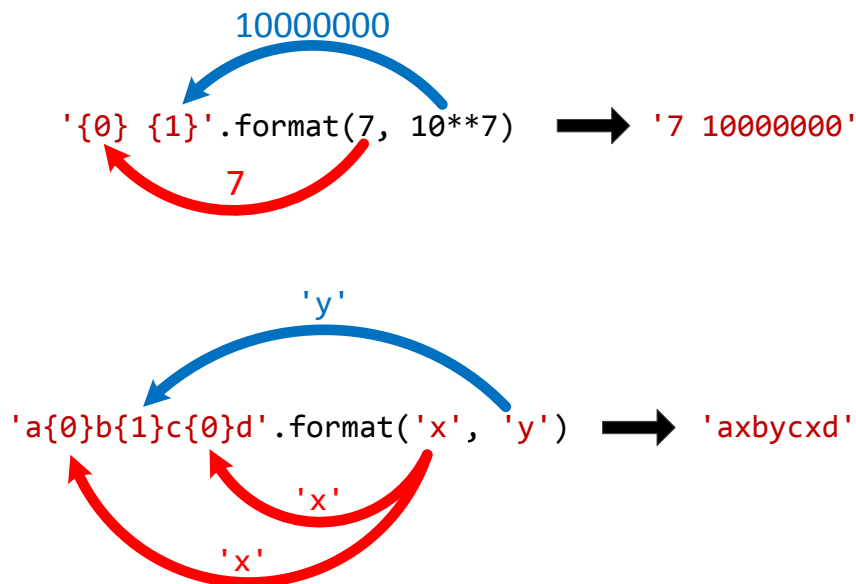 10000000
'{0} {1}'.format(7, 10**7) '7 10000000'
7
'y'
'a{0}b{1}c{0}d'.format('x', 'y') 'axbycxd'
'x'
'x'